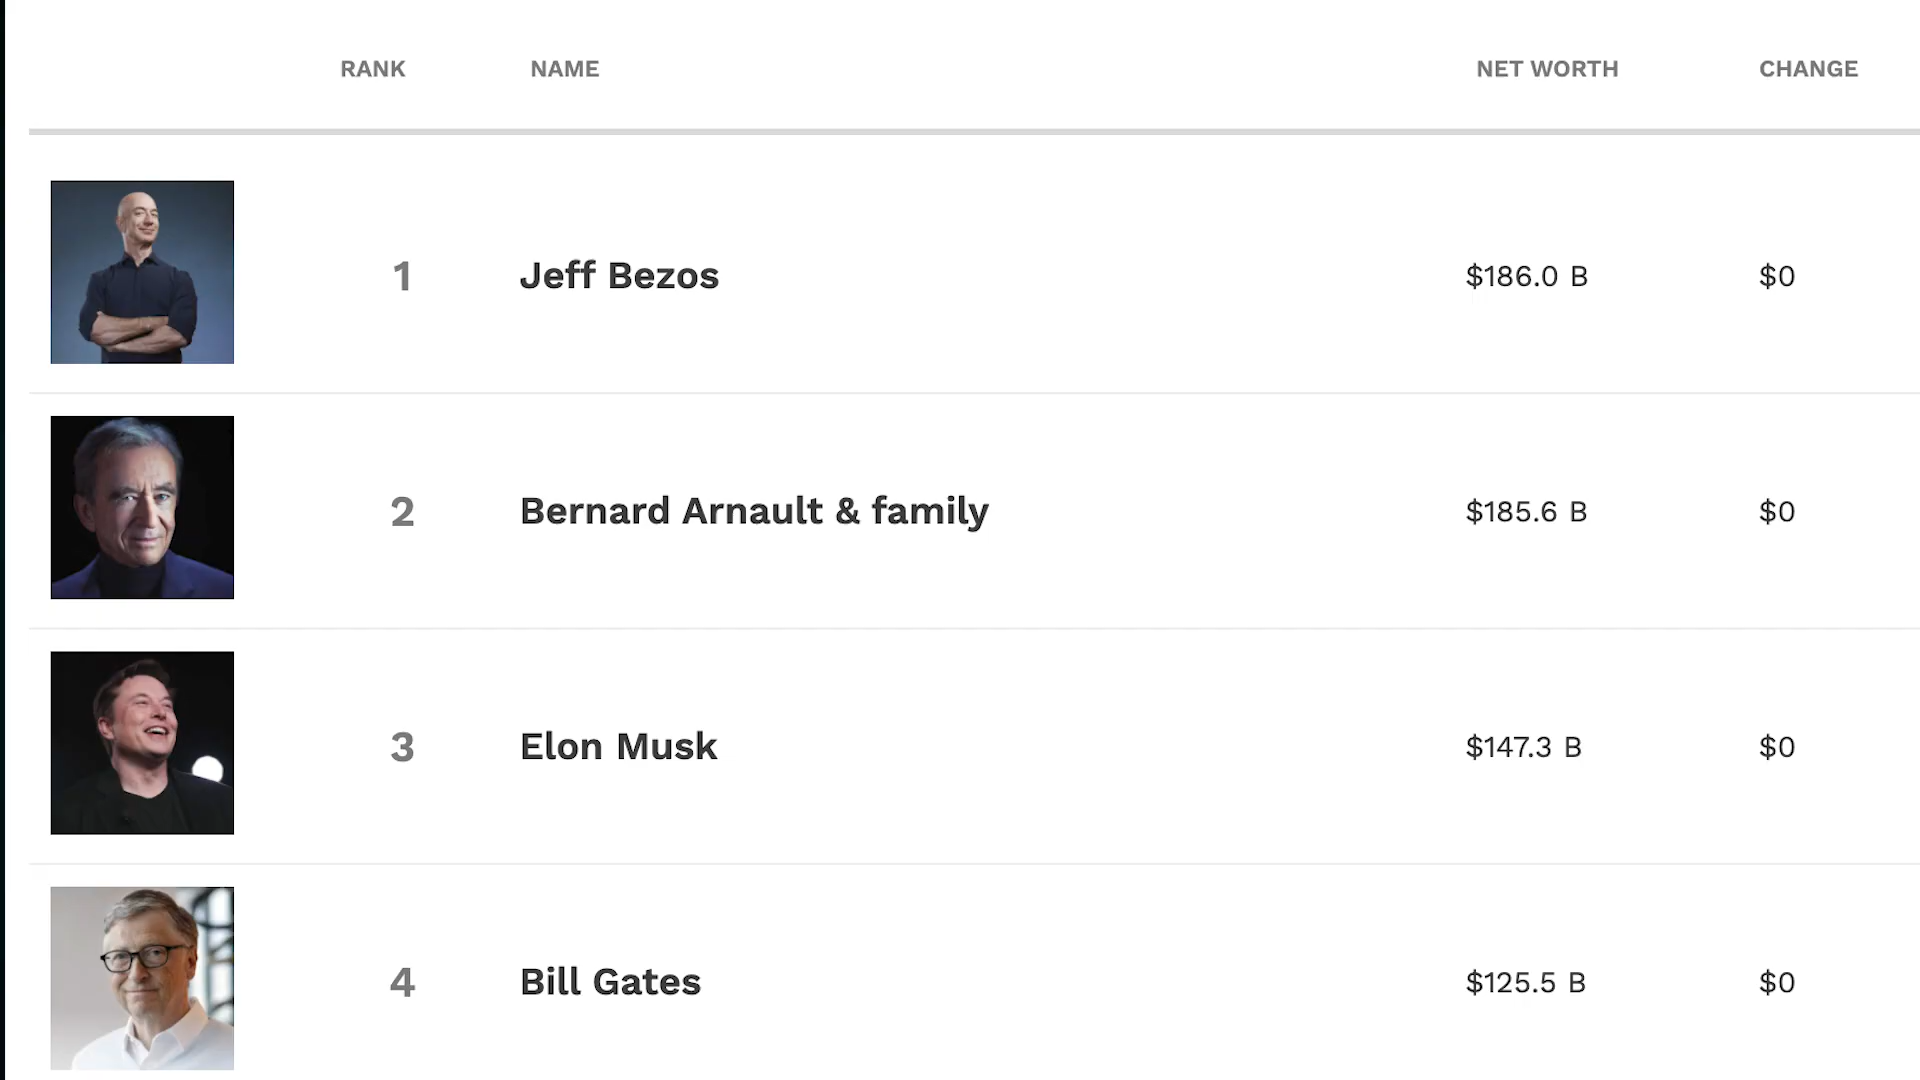 RANK NAME NET WORTH CHANGE
1 Jeff Bezos $186.0 B $0
2 Bernard Arnault & family $185.6 B $0
3 Elon Musk $147.3 B $0
4 Bill Gates $125.5 B $0